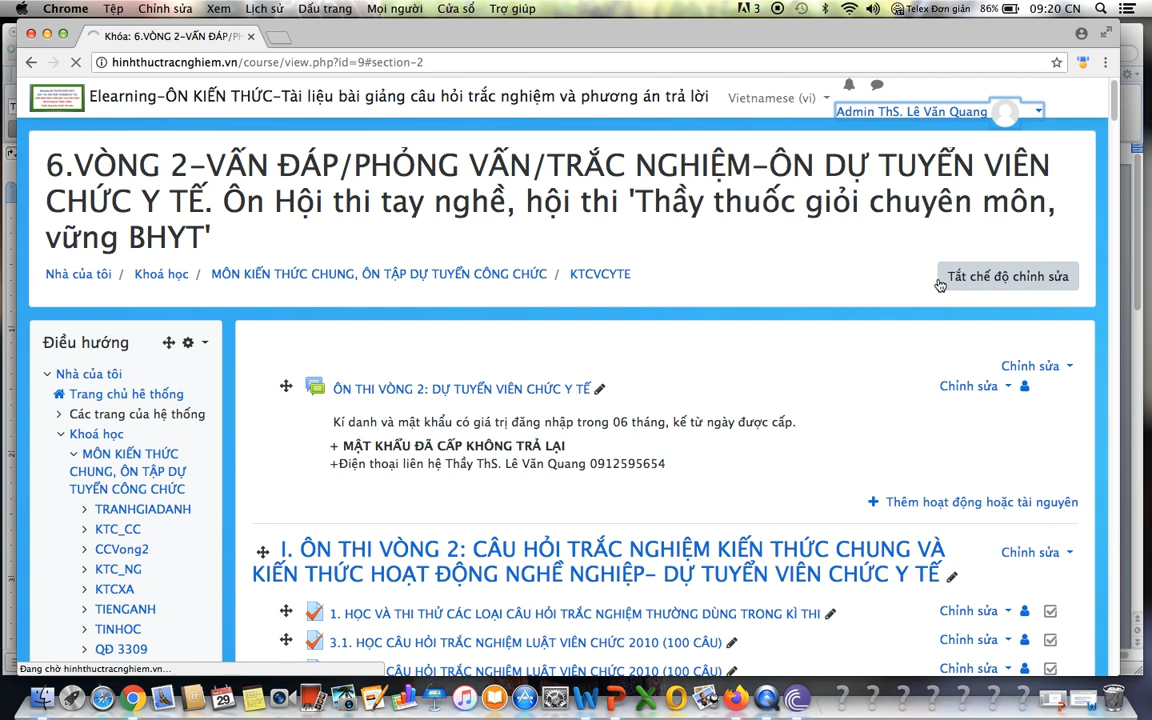 Chrome Tệp Chỉnh sửa Xem Lịch sử Dấu trang Mọi người Cửa sổ Trợ giúp 3 Telex Đơn giản 86% 09:20 CN
Khóa: 6.VÒNG 2-VẤN ĐÁP/PH
hinhthuctracnghiem.vn/course/view.php?id=9#section-2
Elearning-ÔN KIẾN THỨC-Tài liệu bài giảng câu hỏi trắc nghiệm và phương án trả lời
Vietnamese (vi)
Admin ThS. Lê Văn Quang
6.VÒNG 2-VẤN ĐÁP/PHỎNG VẤN/TRẮC NGHIỆM-ÔN DỰ TUYỂN VIÊN
CHỨC Y TẾ. Ôn Hội thi tay nghề, hội thi 'Thầy thuốc giỏi chuyên môn,
vững BHYT'
Nhà của tôi / Khoá học / MÔN KIẾN THỨC CHUNG, ÔN TẬP DỰ TUYỂN CÔNG CHỨC / KTCVCYTE
Tắt chế độ chỉnh sửa
Điều hướng
Nhà của tôi
Trang chủ hê thống
Các trang của hệ thống
Khoá học
MÔN KIẾN THỨC
CHUNG, ÔN TẬP DỰ
TUYỂN CÔNG CHỨC
TRANHGIADANH
KTC_CC
CCVong2
KTC_NG
KTCXA
TIENGANH
TINHOC
QĐ 3309
Chỉnh sửa
ÔN THI VÒNG 2: DỰ TUYỂN VIÊN CHỨC Y TẾ
Chỉnh sửa
Kí danh và mật khẩu có giá trị đăng nhập trong 06 tháng, kế từ ngày được cấp.
+ MẬT KHẨU ĐÃ CẤP KHÔNG TRẢ LẠI
+Điện thoại liên hệ Thầy ThS. Lê Văn Quang 0912595654
+ Thêm hoạt động hoặc tài nguyên
I. ÔN THI VÒNG 2: CÂU HỎI TRẮC NGHIỆM KIẾN THỨC CHUNG VÀ
KIẾN THỨC HOẠT ĐỘNG NGHỀ NGHIỆP- DỰ TUYỂN VIÊN CHỨC Y TẾ
Chỉnh sửa
1. HỌC VÀ THI THỬ CÁC LOẠI CÂU HỎI TRẮC NGHIỆM THƯỜNG DÙNG TRONG KÌ THI
Chỉnh sửa
3.1. HỌC CÂU HỎI TRẮC NGHIỆM LUẬT VIÊN CHỨC 2010 (100 CÂU)
Chỉnh sửa
CÂU HỎI TRẮC NGHIỆM LUẬT VIÊN CHỨC 2010 (100 CÂU)
Chỉnh sửa
Đang chờ hinhthuctracnghiem.vn...